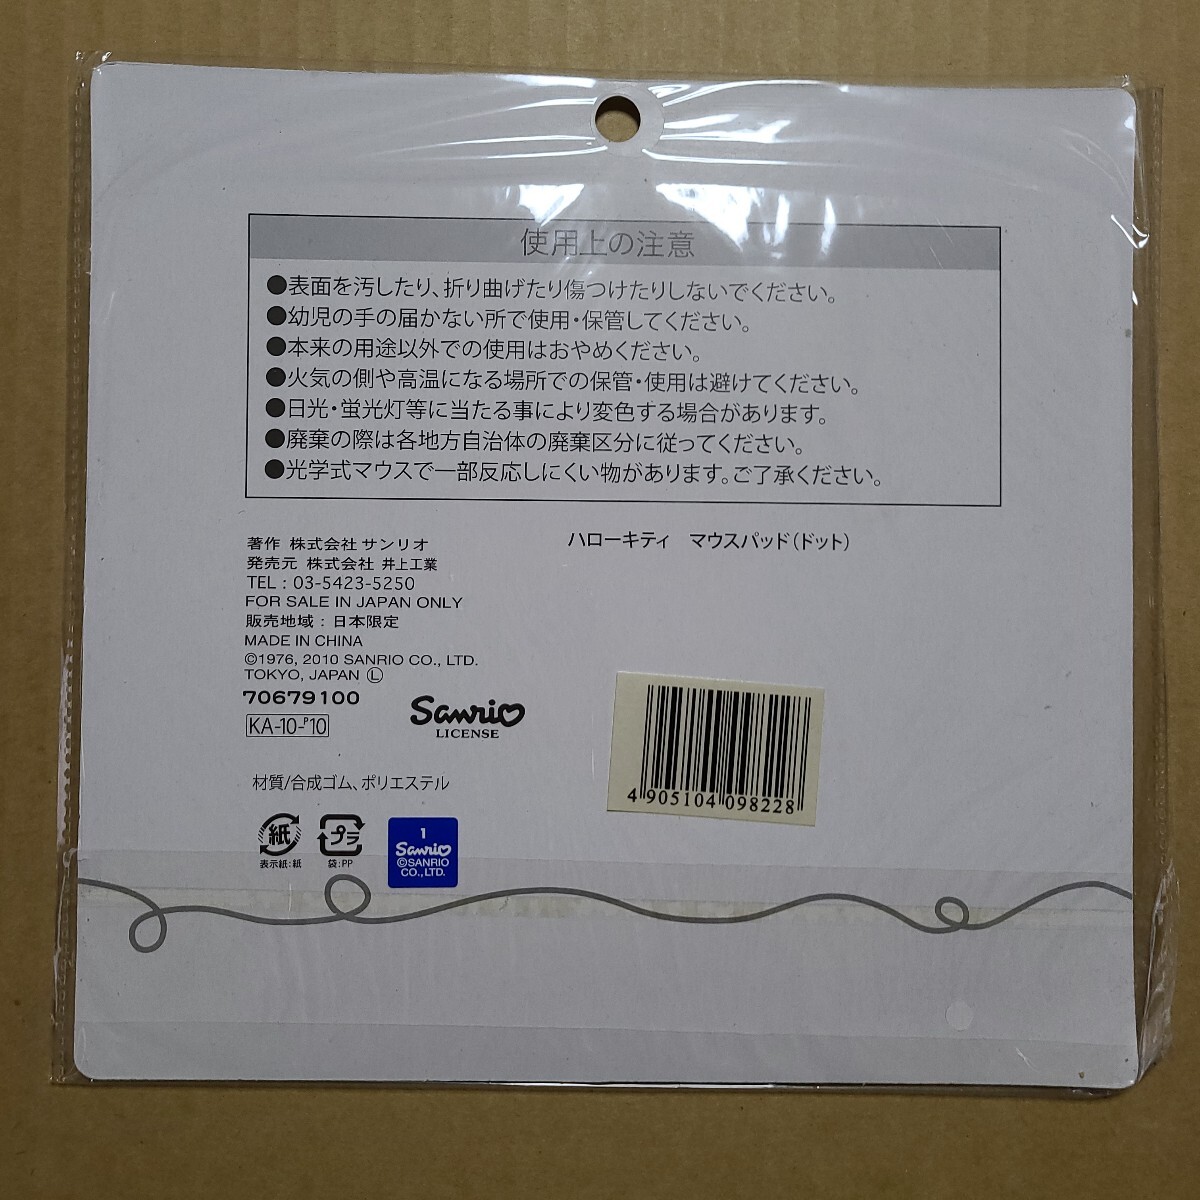 使用上の注意
●表面を汚したり、折り曲げたり傷つけたりしないでください。
●幼児の手の届かない所で使用・保管してください。
●本来の用途以外での使用はおやめください。
●火気の側や高温になる場所での保管・使用は避けてください。
●日光・蛍光灯等に当たる事により変色する場合があります。
●廃棄の際は各地方自治体の廃棄区分に従ってください。
●光学式マウスで一部反応しにくい物があります。ご了承ください。
ハローキティ マウスパッド(ドット)
著作 株式会社 サンリオ
発売元 株式会社 井上工業
TEL : 03-5423-5250
FOR SALE IN JAPAN ONLY
販売地域 : 日本限定
MADE IN CHINA
©1976, 2010 SANRIO CO., LTD.
TOKYO, JAPAN Ⓛ
70679100
KA-10-P10
Sanrio
LICENSE
4 905104 098228
材質/合成ゴム、ポリエステル
紙
表示紙:紙
プラ
袋:PP
1
Sanrio
©SANRIO
CO., LTD.